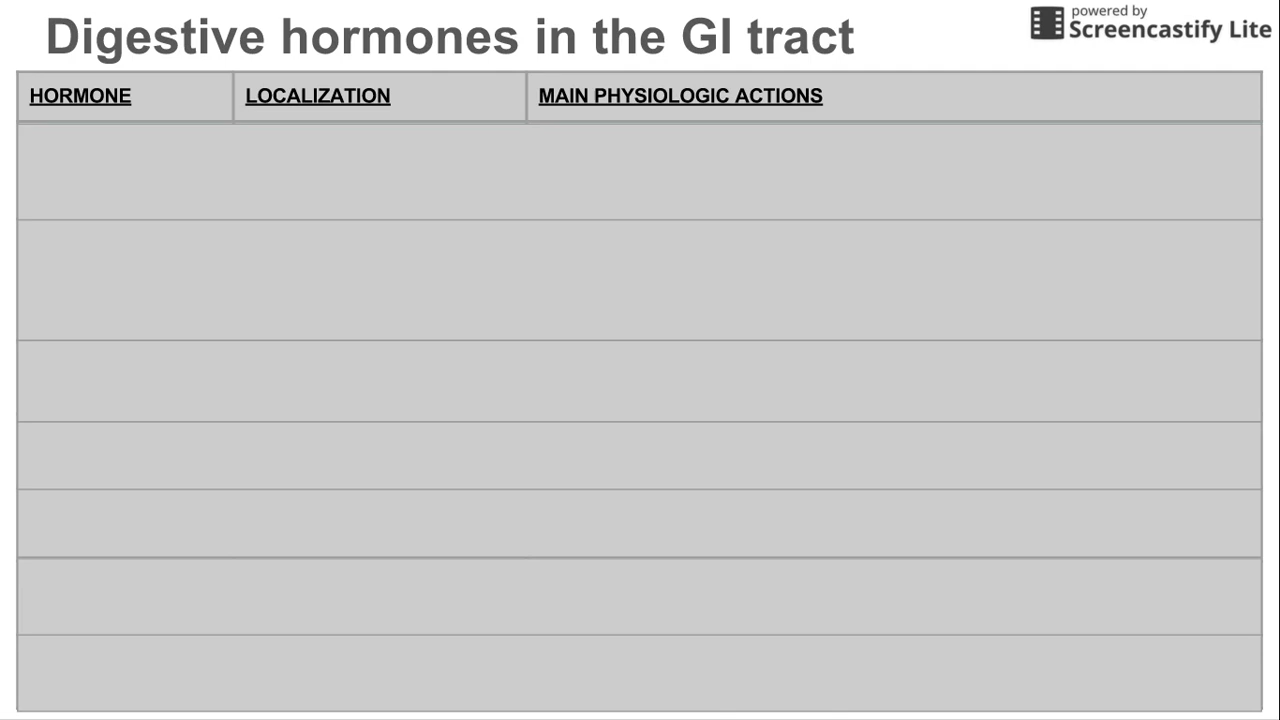 Digestive hormones in the GI tract
powered by
Screencastify Lite
HORMONE
LOCALIZATION
MAIN PHYSIOLOGIC ACTIONS